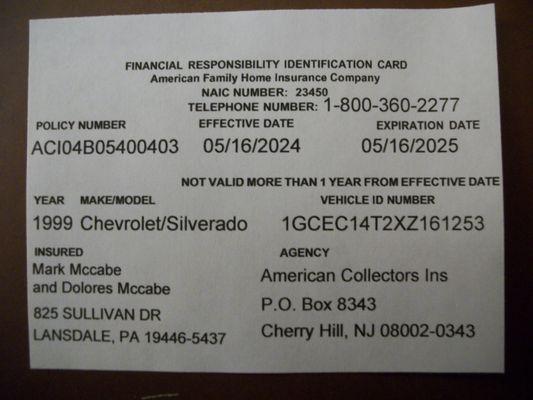 FINANCIAL RESPONSIBILITY IDENTIFICATION CARD
American Family Home Insurance Company
NAIC NUMBER: 23450
TELEPHONE NUMBER: 1-800-360-2277
POLICY NUMBER EFFECTIVE DATE EXPIRATION DATE
ACI04B05400403 05/16/2024 05/16/2025
NOT VALID MORE THAN 1 YEAR FROM EFFECTIVE DATE
YEAR MAKE/MODEL VEHICLE ID NUMBER
1999 Chevrolet/Silverado 1GCEC14T2XZ161253
INSURED AGENCY
Mark Mccabe American Collectors Ins
and Dolores Mccabe
825 SULLIVAN DR P.O. Box 8343
LANSDALE, PA 19446-5437 Cherry Hill, NJ 08002-0343